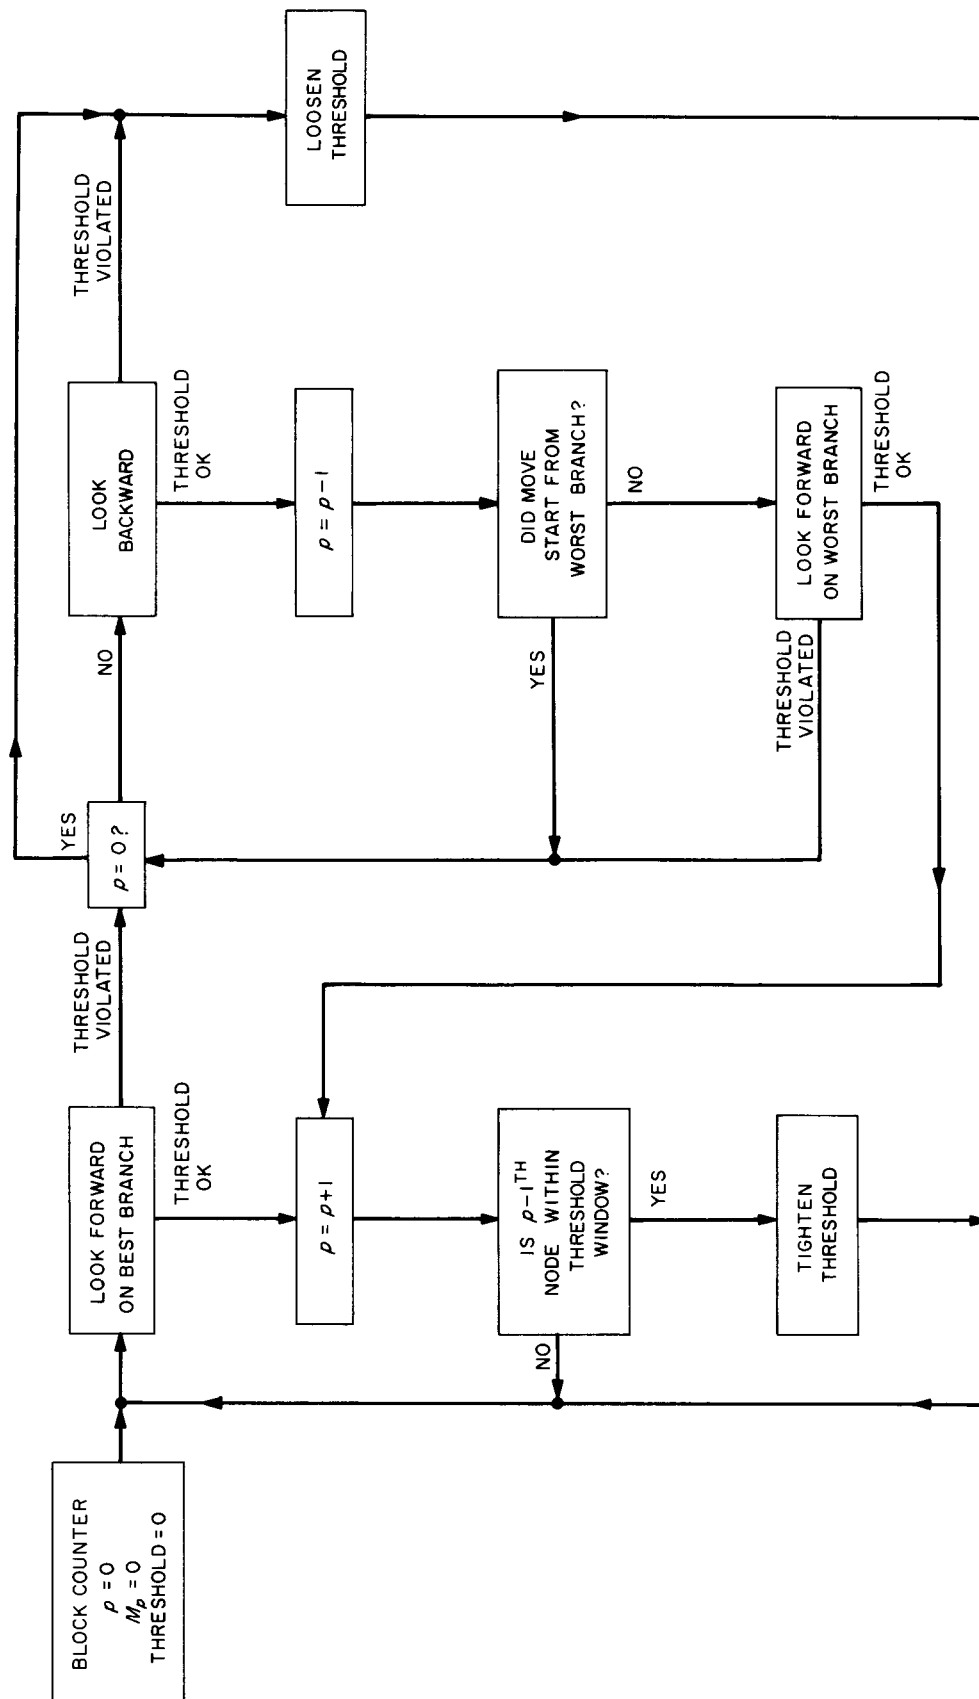 BLOCK COUNTER
p = 0
Mp = 0
THRESHOLD = 0
LOOK FORWARD
ON BEST BRANCH
THRESHOLD
VIOLATED
THRESHOLD
OK
p = p+1
IS p-1TH
NODE WITHIN
THRESHOLD
WINDOW?
NO
YES
TIGHTEN
THRESHOLD
p = 0?
YES
NO
LOOK
BACKWARD
THRESHOLD
VIOLATED
THRESHOLD
OK
p = p-1
DID MOVE
START FROM
WORST BRANCH?
YES
NO
LOOK FORWARD
ON WORST BRANCH
THRESHOLD
VIOLATED
THRESHOLD
OK
LOOSEN
THRESHOLD